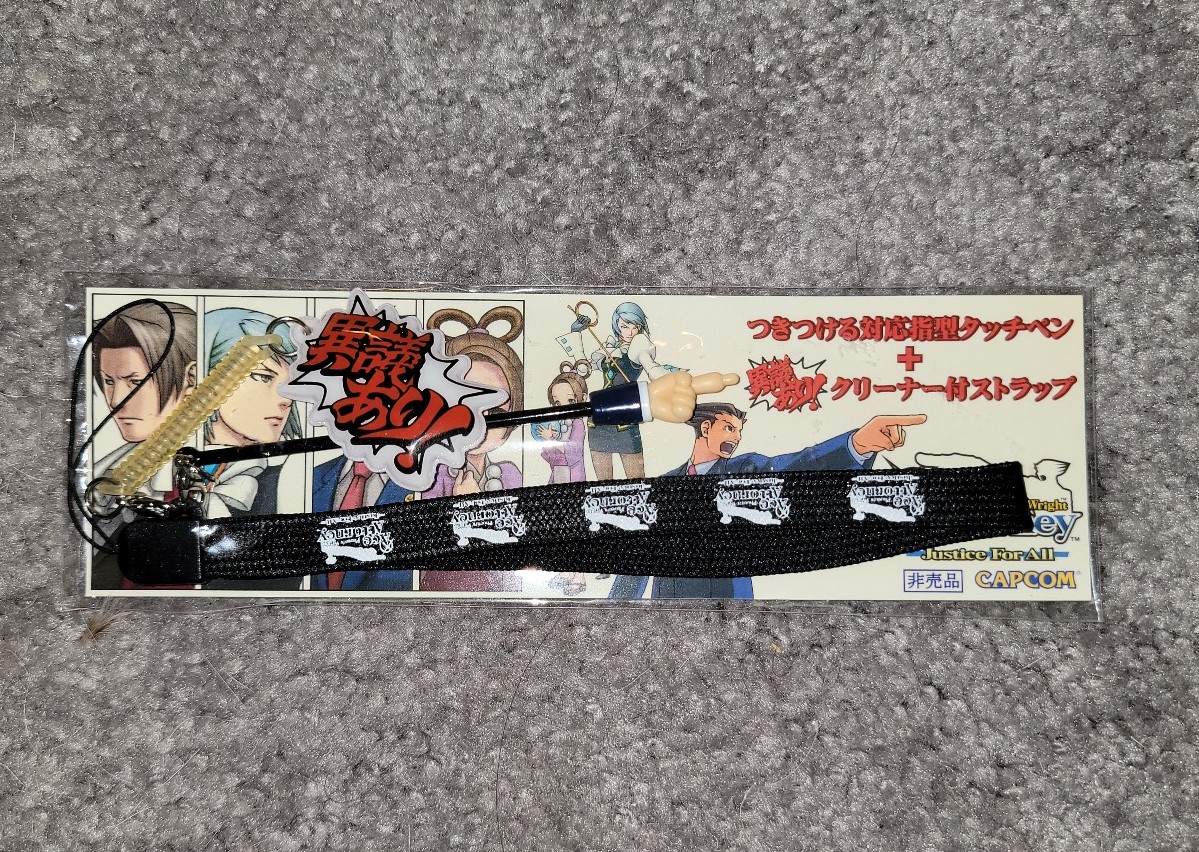 異議
あり!
つきつける対応指型タッチペン
+
異議
あり!
クリーナー付ストラップ
Ace
Attorney
Ace
Attorney
Ace
Attorney
Ace
Attorney
Ace
Attorney
Wright
ey™
Justice For All
非売品
CAPCOM